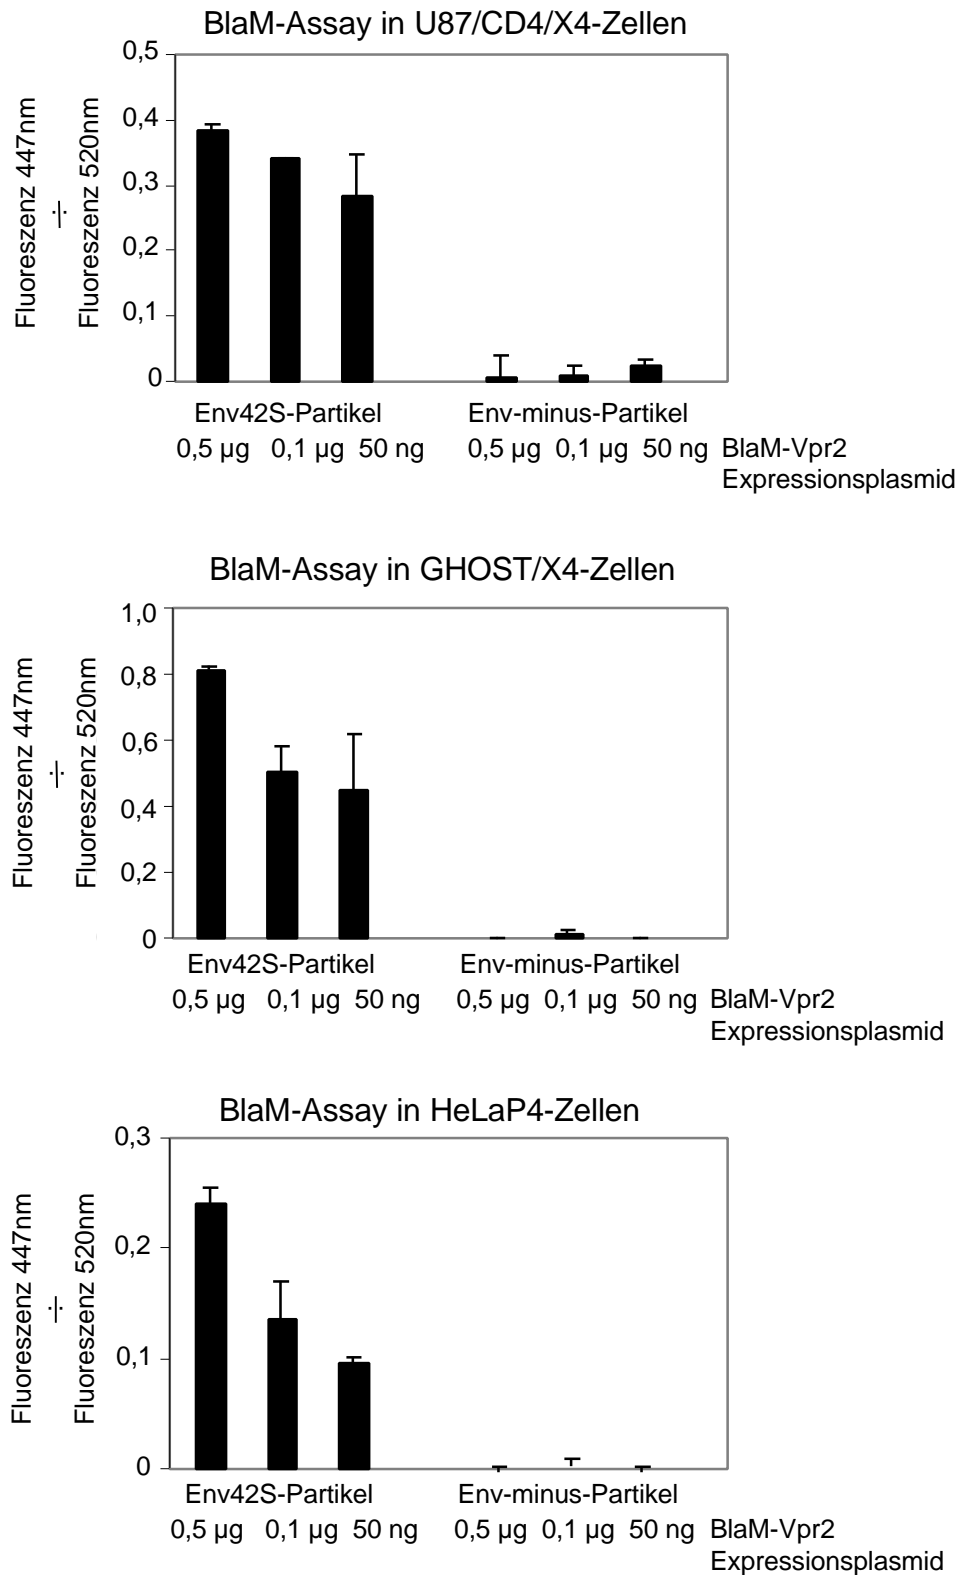 BlaM-Assay in U87/CD4/X4-Zellen
Fluoreszenz 447nm
÷
Fluoreszenz 520nm
0,5
0,4
0,3
0,2
0,1
0
Env42S-Partikel Env-minus-Partikel
0,5 µg 0,1 µg 50 ng 0,5 µg 0,1 µg 50 ng BlaM-Vpr2
Expressionsplasmid
BlaM-Assay in GHOST/X4-Zellen
Fluoreszenz 447nm
÷
Fluoreszenz 520nm
1,0
0,8
0,6
0,4
0,2
0
Env42S-Partikel Env-minus-Partikel
0,5 µg 0,1 µg 50 ng 0,5 µg 0,1 µg 50 ng BlaM-Vpr2
Expressionsplasmid
BlaM-Assay in HeLaP4-Zellen
Fluoreszenz 447nm
÷
Fluoreszenz 520nm
0,3
0,2
0,1
0
Env42S-Partikel Env-minus-Partikel
0,5 µg 0,1 µg 50 ng 0,5 µg 0,1 µg 50 ng BlaM-Vpr2
Expressionsplasmid